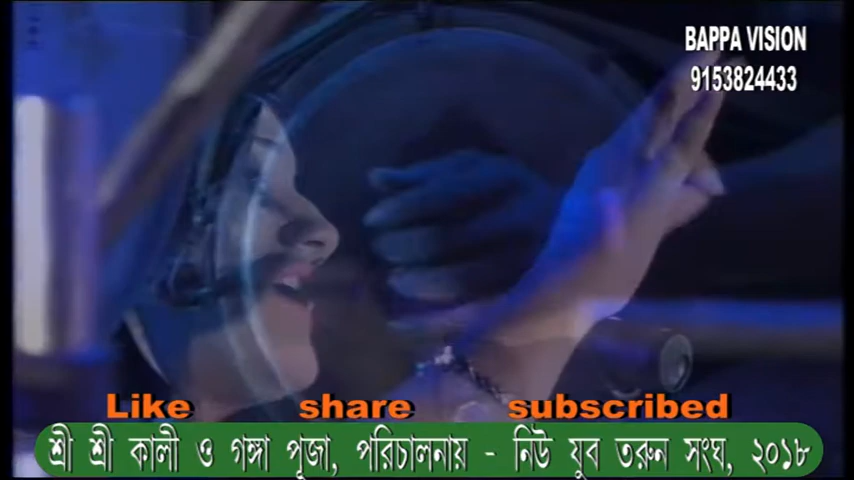 BAPPA VISION
9153824433
Like share subscribed
শ্রী শ্রী কালী ও গঙ্গা পূজা, পরিচালনায় - নিউ যুব তরুন সংঘ, ২০১৮